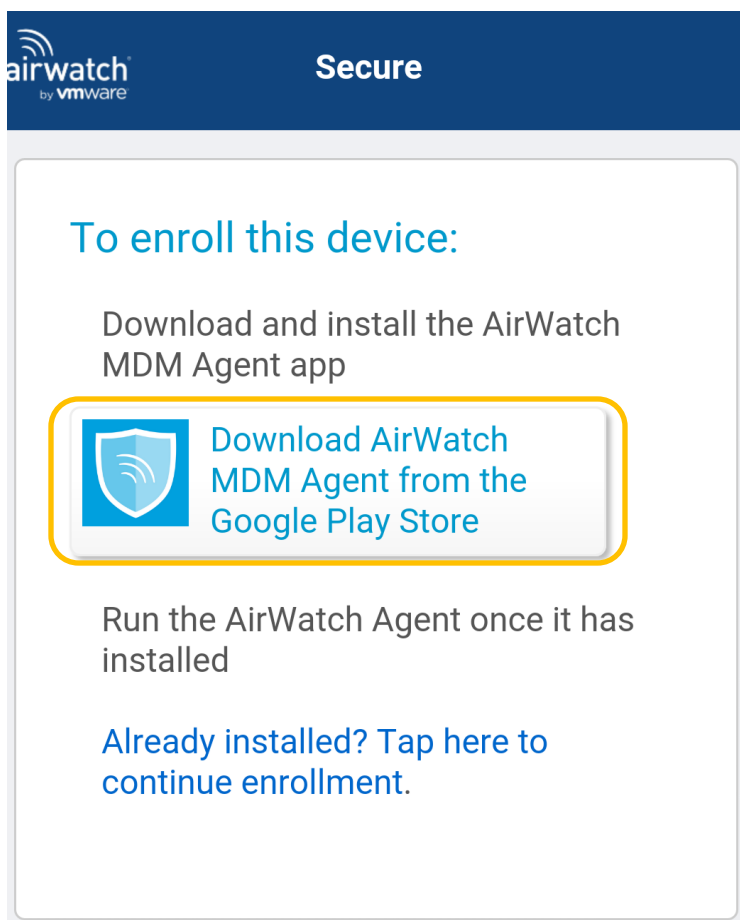 airwatch
by vmware
Secure
To enroll this device:
Download and install the AirWatch
MDM Agent app
Download AirWatch
MDM Agent from the
Google Play Store
Run the AirWatch Agent once it has
installed
Already installed? Tap here to
continue enrollment.